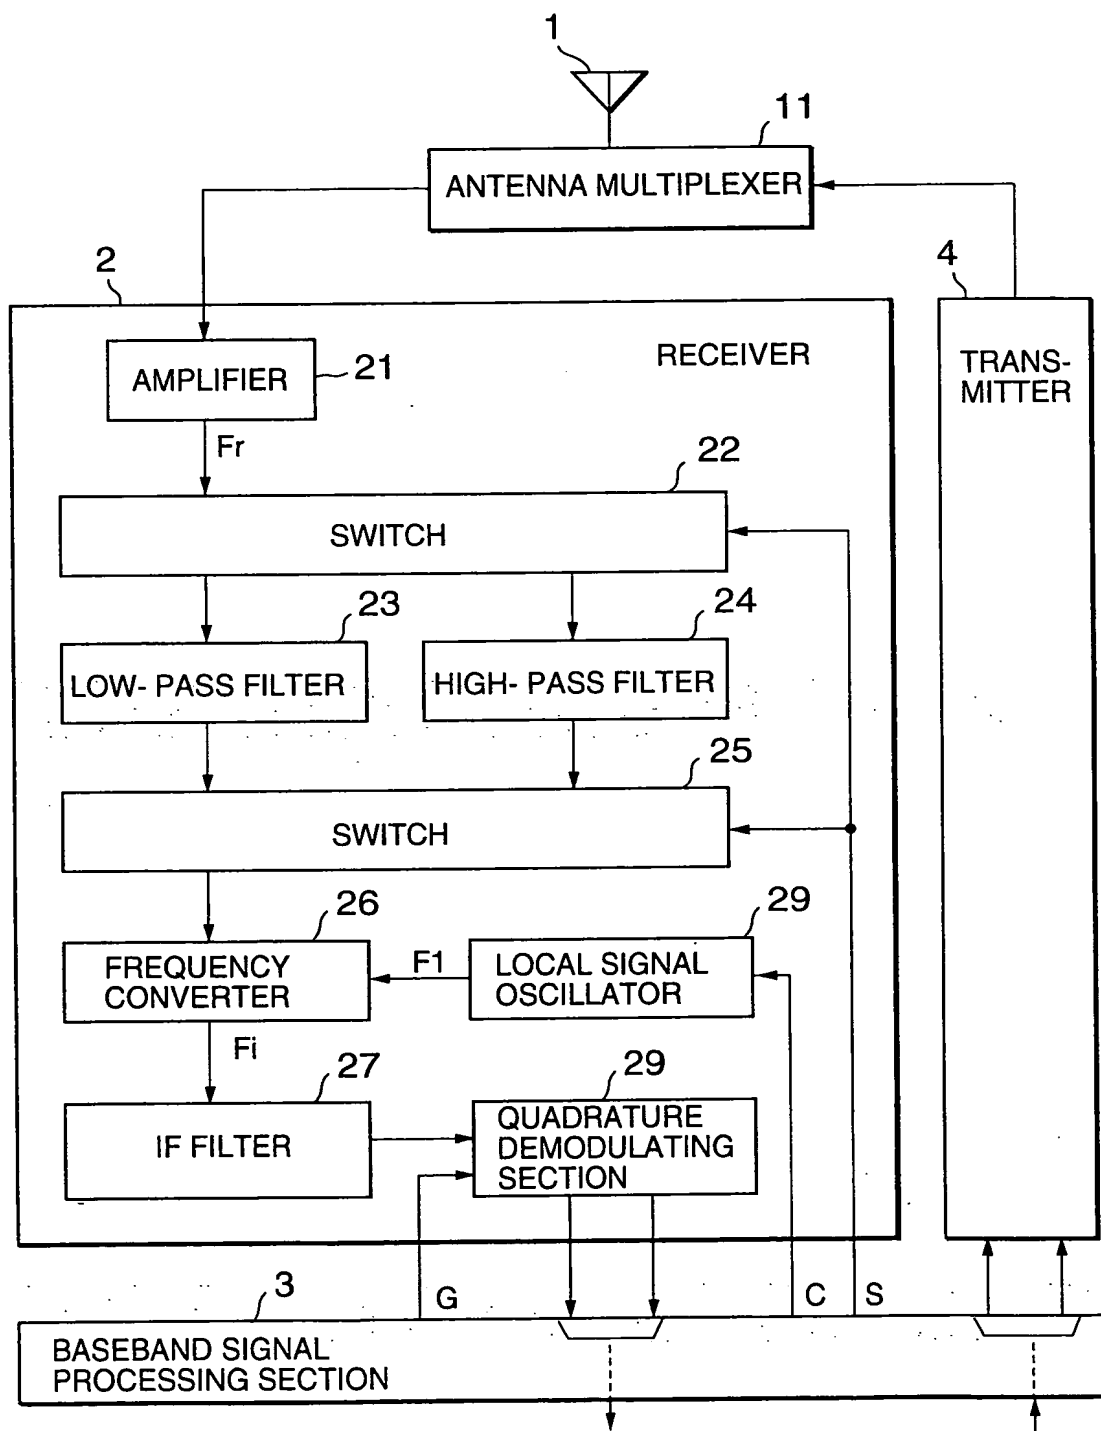 1
11
ANTENNA MULTIPLEXER
2
4
RECEIVER
TRANS-
MITTER
AMPLIFIER
21
Fr
22
SWITCH
23
24
LOW- PASS FILTER
HIGH- PASS FILTER
25
SWITCH
26
29
FREQUENCY
CONVERTER
F1
LOCAL SIGNAL
OSCILLATOR
Fi
27
29
IF FILTER
QUADRATURE
DEMODULATING
SECTION
3
G
C
S
BASEBAND SIGNAL
PROCESSING SECTION